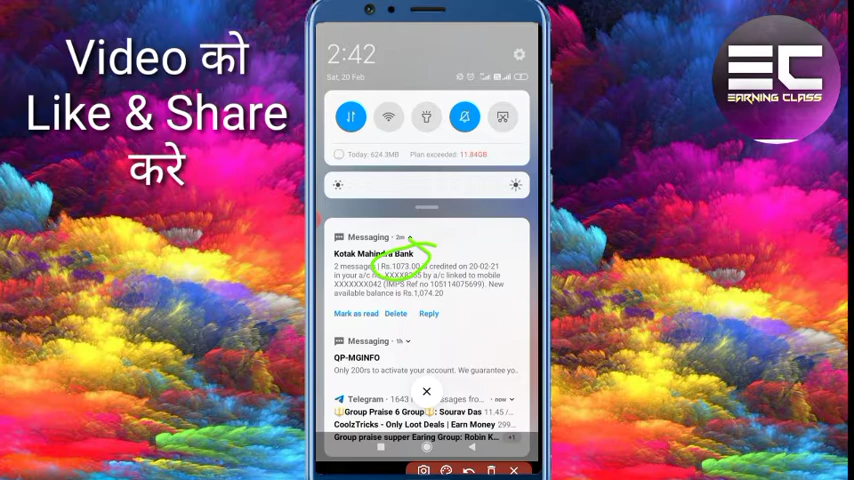 Video को
Like & Share
करे
EC
EARNING CLASS
2:42
Sat, 20 Feb
Today: 624.3MB Plan exceeded: 11.84GB
Messaging · 2m
Kotak Mahindra Bank
2 messages | Rs.1073.00 is credited on 20-02-21
in your a/c by a/c linked to mobile
XXXXXXX042 (IMPS Ref no 105114075699). New
available balance is Rs.1,074.20
Mark as read Delete Reply
Messaging · 1h
QP-MGINFO
Only 200rs to activate your account. We guarantee yo..
Telegram · 1643 messages fro... · now
🔱Group Praise 6 Group🔱: Sourav Das 11.45 /...
CoolzTricks - Only Loot Deals | Earn Money 299...
Group praise supper Earing Group: Robin K... +1